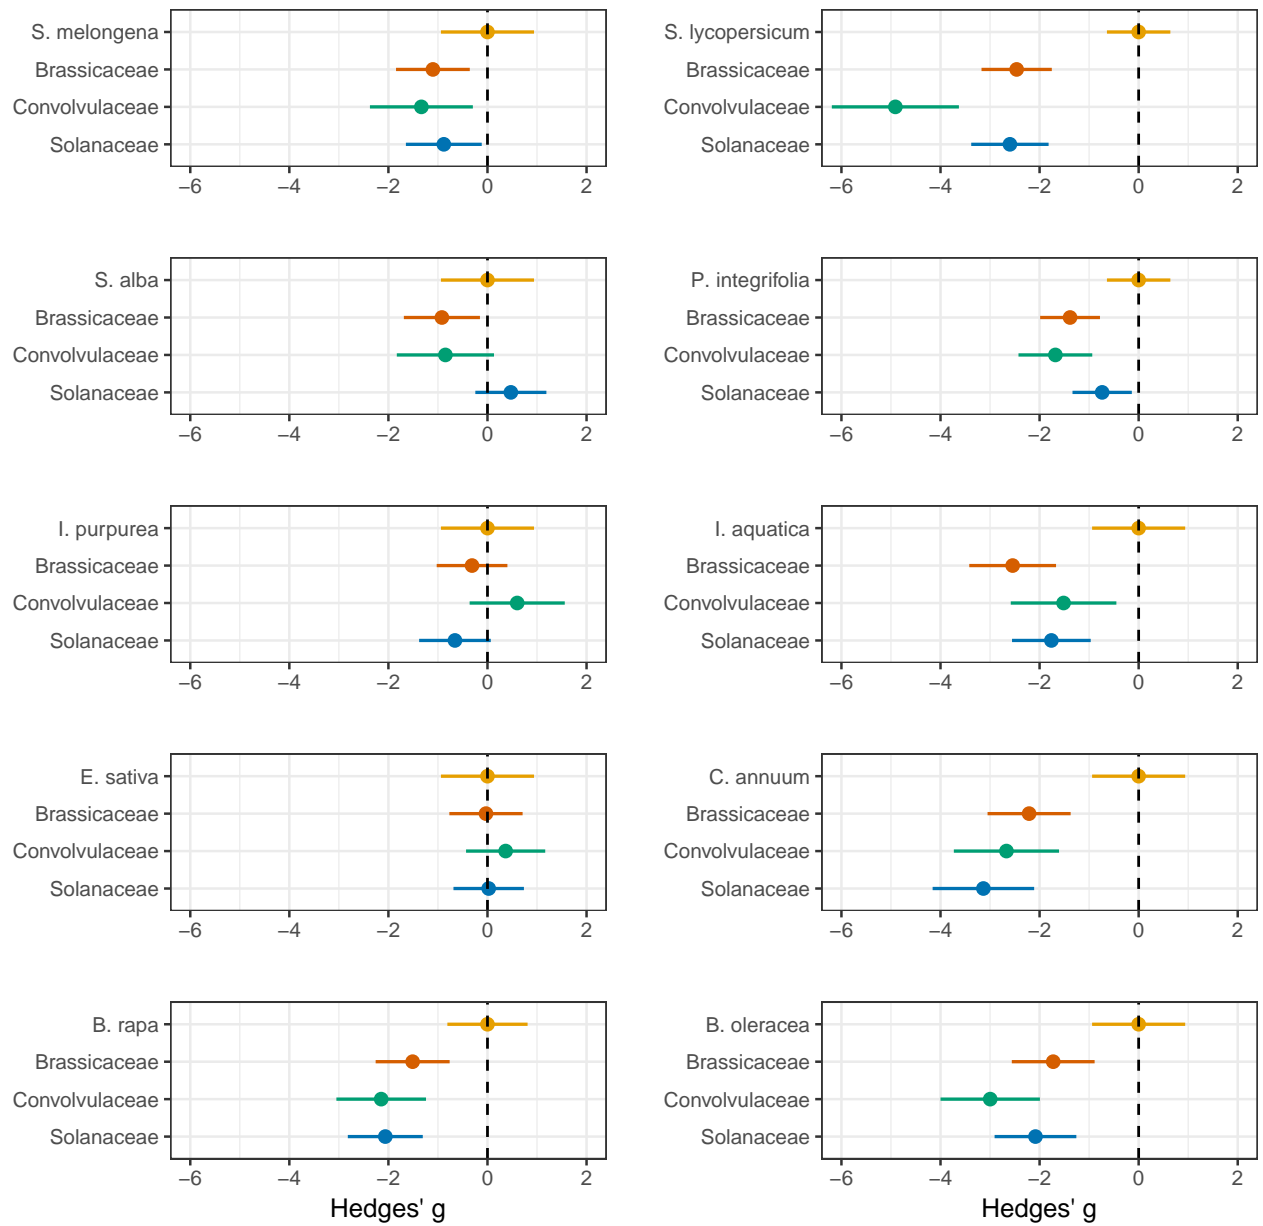 S. melongena
Brassicaceae
Convolvulaceae
Solanaceae
−6 −4 −2 0 2
S. lycopersicum
Brassicaceae
Convolvulaceae
Solanaceae
−6 −4 −2 0 2
S. alba
Brassicaceae
Convolvulaceae
Solanaceae
−6 −4 −2 0 2
P. integrifolia
Brassicaceae
Convolvulaceae
Solanaceae
−6 −4 −2 0 2
I. purpurea
Brassicaceae
Convolvulaceae
Solanaceae
−6 −4 −2 0 2
I. aquatica
Brassicaceae
Convolvulaceae
Solanaceae
−6 −4 −2 0 2
E. sativa
Brassicaceae
Convolvulaceae
Solanaceae
−6 −4 −2 0 2
C. annuum
Brassicaceae
Convolvulaceae
Solanaceae
−6 −4 −2 0 2
B. rapa
Brassicaceae
Convolvulaceae
Solanaceae
−6 −4 −2 0 2
Hedges' g
B. oleracea
Brassicaceae
Convolvulaceae
Solanaceae
−6 −4 −2 0 2
Hedges' g